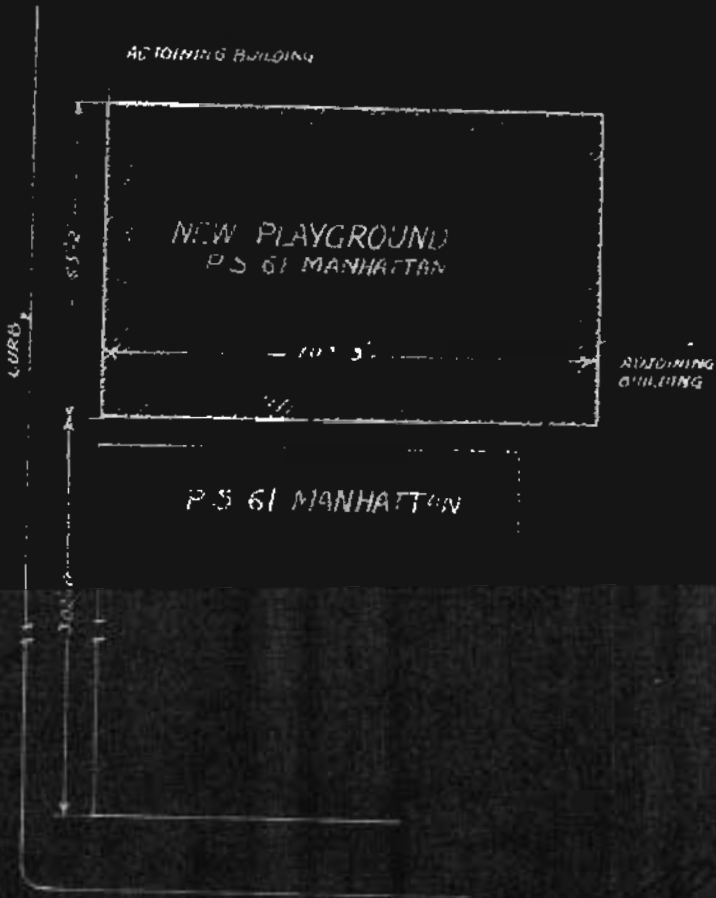 ADJOINING BUILDING
NEW PLAYGROUND
P.S 61 MANHATTAN
CURB
ADJOINING
BUILDING
P.S 61 MANHATTAN